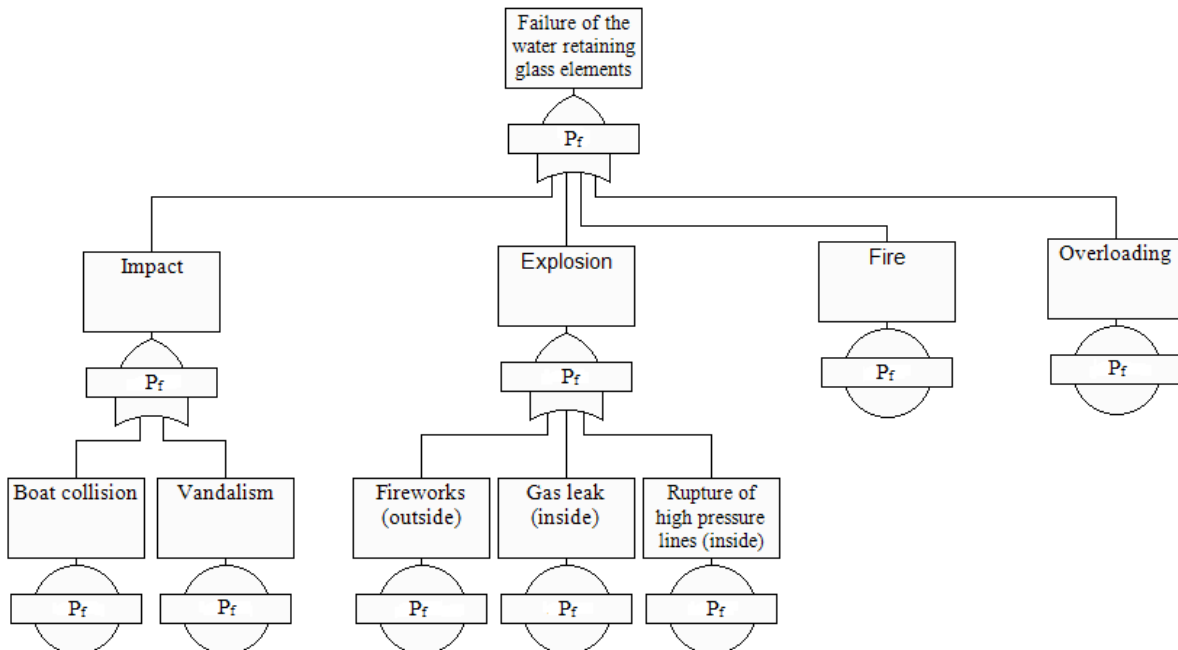 Failure of the
water retaining
glass elements
Pf
Impact
Explosion
Fire
Overloading
Pf
Pf
Pf
Pf
Boat collision
Vandalism
Fireworks
(outside)
Gas leak
(inside)
Rupture of
high pressure
lines (inside)
Pf
Pf
Pf
Pf
Pf